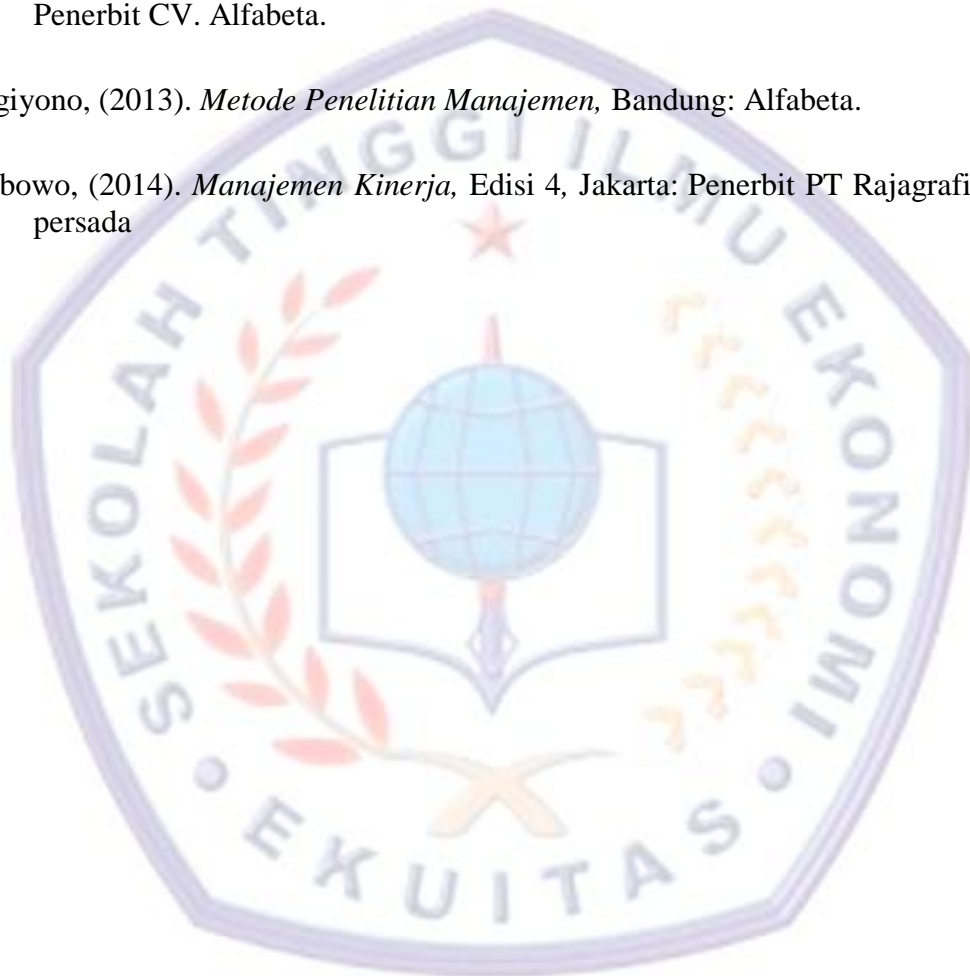 Penerbit CV. Alfabeta.
giyono, (2013). Metode Penelitian Manajemen, Bandung: Alfabeta.
bowo, (2014). Manajemen Kinerja, Edisi 4, Jakarta: Penerbit PT Rajagrafi
persada
SEKOLAH TINGGI ILMU EKONOMI
EKUITAS